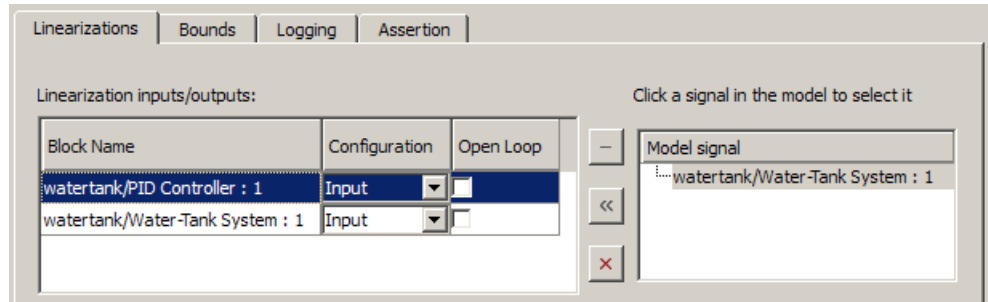 Linearizations Bounds Logging Assertion
Linearization inputs/outputs: Click a signal in the model to select it
Block Name Configuration Open Loop Model signal
watertank/PID Controller : 1 Input watertank/Water-Tank System : 1
watertank/Water-Tank System : 1 Input